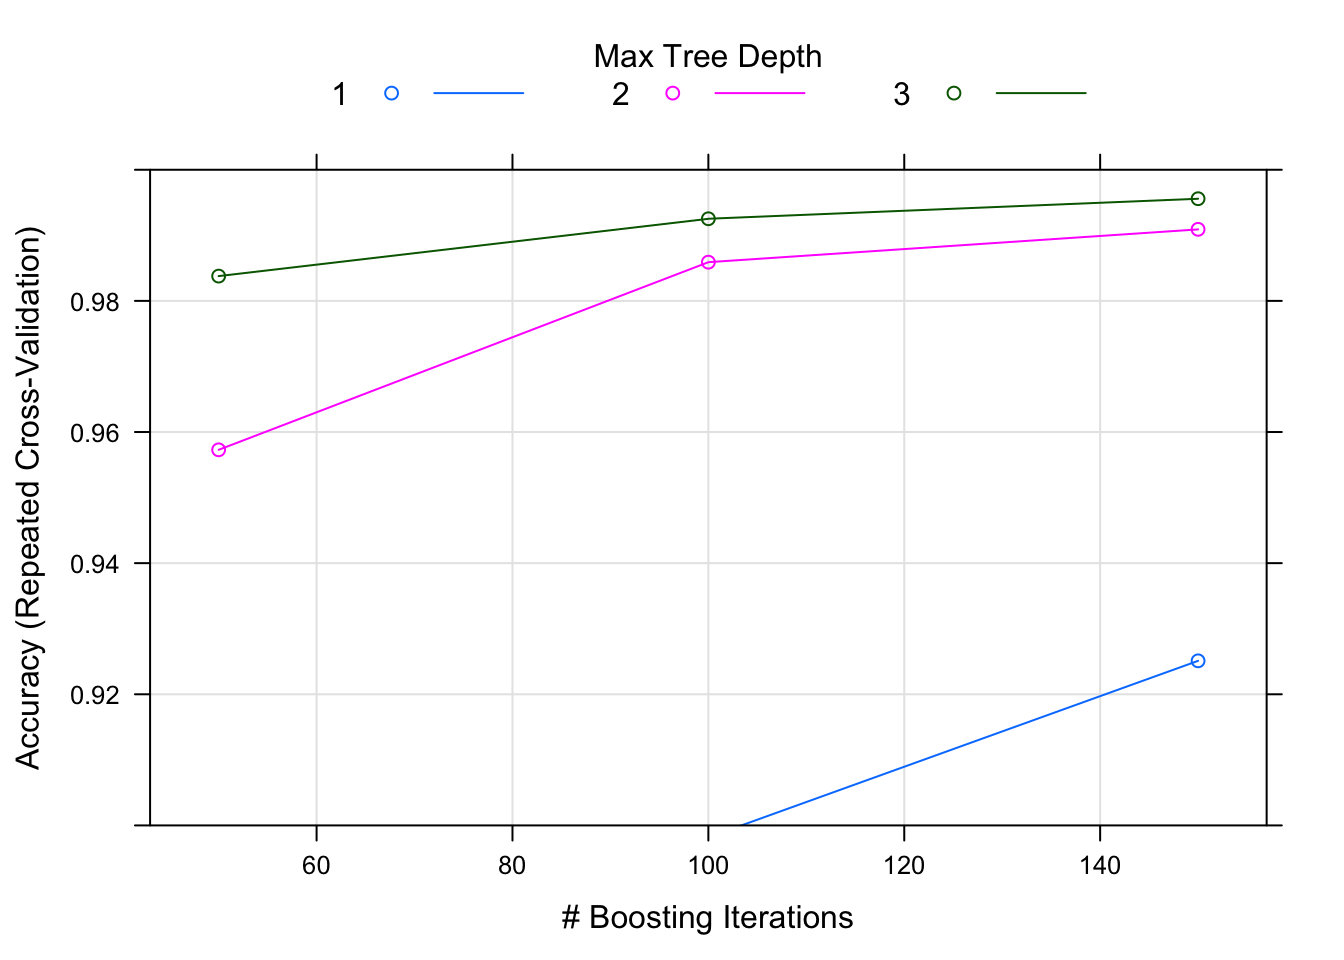 Max Tree Depth
1 2 3
0.98
0.96
0.94
0.92
Accuracy (Repeated Cross-Validation)
60 80 100 120 140
# Boosting Iterations